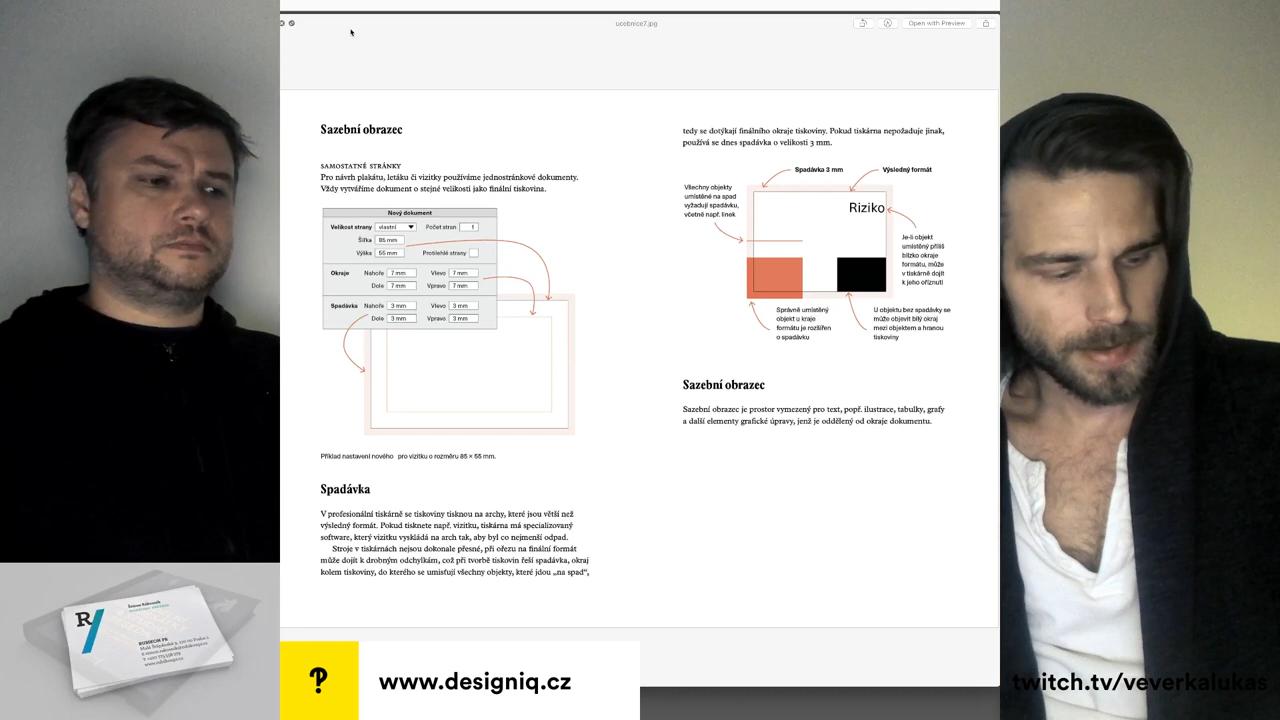 ucebnice7.jpg
Open with Preview
Sazební obrazec
SAMOSTATNÉ STRÁNKY
Pro návrh plakátu, letáku či vizitky používáme jednostránkové dokumenty.
Vždy vytváříme dokument o stejné velikosti jako finální tiskovina.
Nový dokument
Velikost strany vlastní Počet stran 1
Šířka 85 mm
Výška 55 mm Protilehlé strany
Okraje Nahoře 7 mm Vlevo 7 mm
Dole 7 mm Vpravo 7 mm
Spadávka Nahoře 3 mm Vlevo 3 mm
Dole 3 mm Vpravo 3 mm
Příklad nastavení nového pro vizitku o rozměru 85 × 55 mm.
Spadávka
V profesionální tiskárně se tiskoviny tisknou na archy, které jsou větší než
výsledný formát. Pokud tisknete např. vizitku, tiskárna má specializovaný
software, který vizitku vyskládá na arch tak, aby byl co nejmenší odpad.
Stroje v tiskárnách nejsou dokonale přesné, při ořezu na finální formát
může dojít k drobným odchylkám, což při tvorbě tiskovin řeší spadávka, okraj
kolem tiskoviny, do kterého se umisťují všechny objekty, které jdou „na spad“,
tedy se dotýkají finálního okraje tiskoviny. Pokud tiskárna nepožaduje jinak,
používá se dnes spadávka o velikosti 3 mm.
Spadávka 3 mm
Výsledný formát
Všechny objekty
umístěné na spad
vyžadují spadávku,
včetně např. linek
Riziko
Je-li objekt
umístěný příliš
blízko okraje
formátu, může
v tiskárně dojít
k jeho oříznutí
Správně umístěný
objekt u kraje
formátu je rozšířen
o spadávku
U objektu bez spadávky se
může objevit bílý okraj
mezi objektem a hranou
tiskoviny
Sazební obrazec
Sazební obrazec je prostor vymezený pro text, popř. ilustrace, tabulky, grafy
a další elementy grafické úpravy, jenž je oddělený od okraje dokumentu.
R/
RUBIKON PR
www.designiq.cz
twitch.tv/veverkalukas